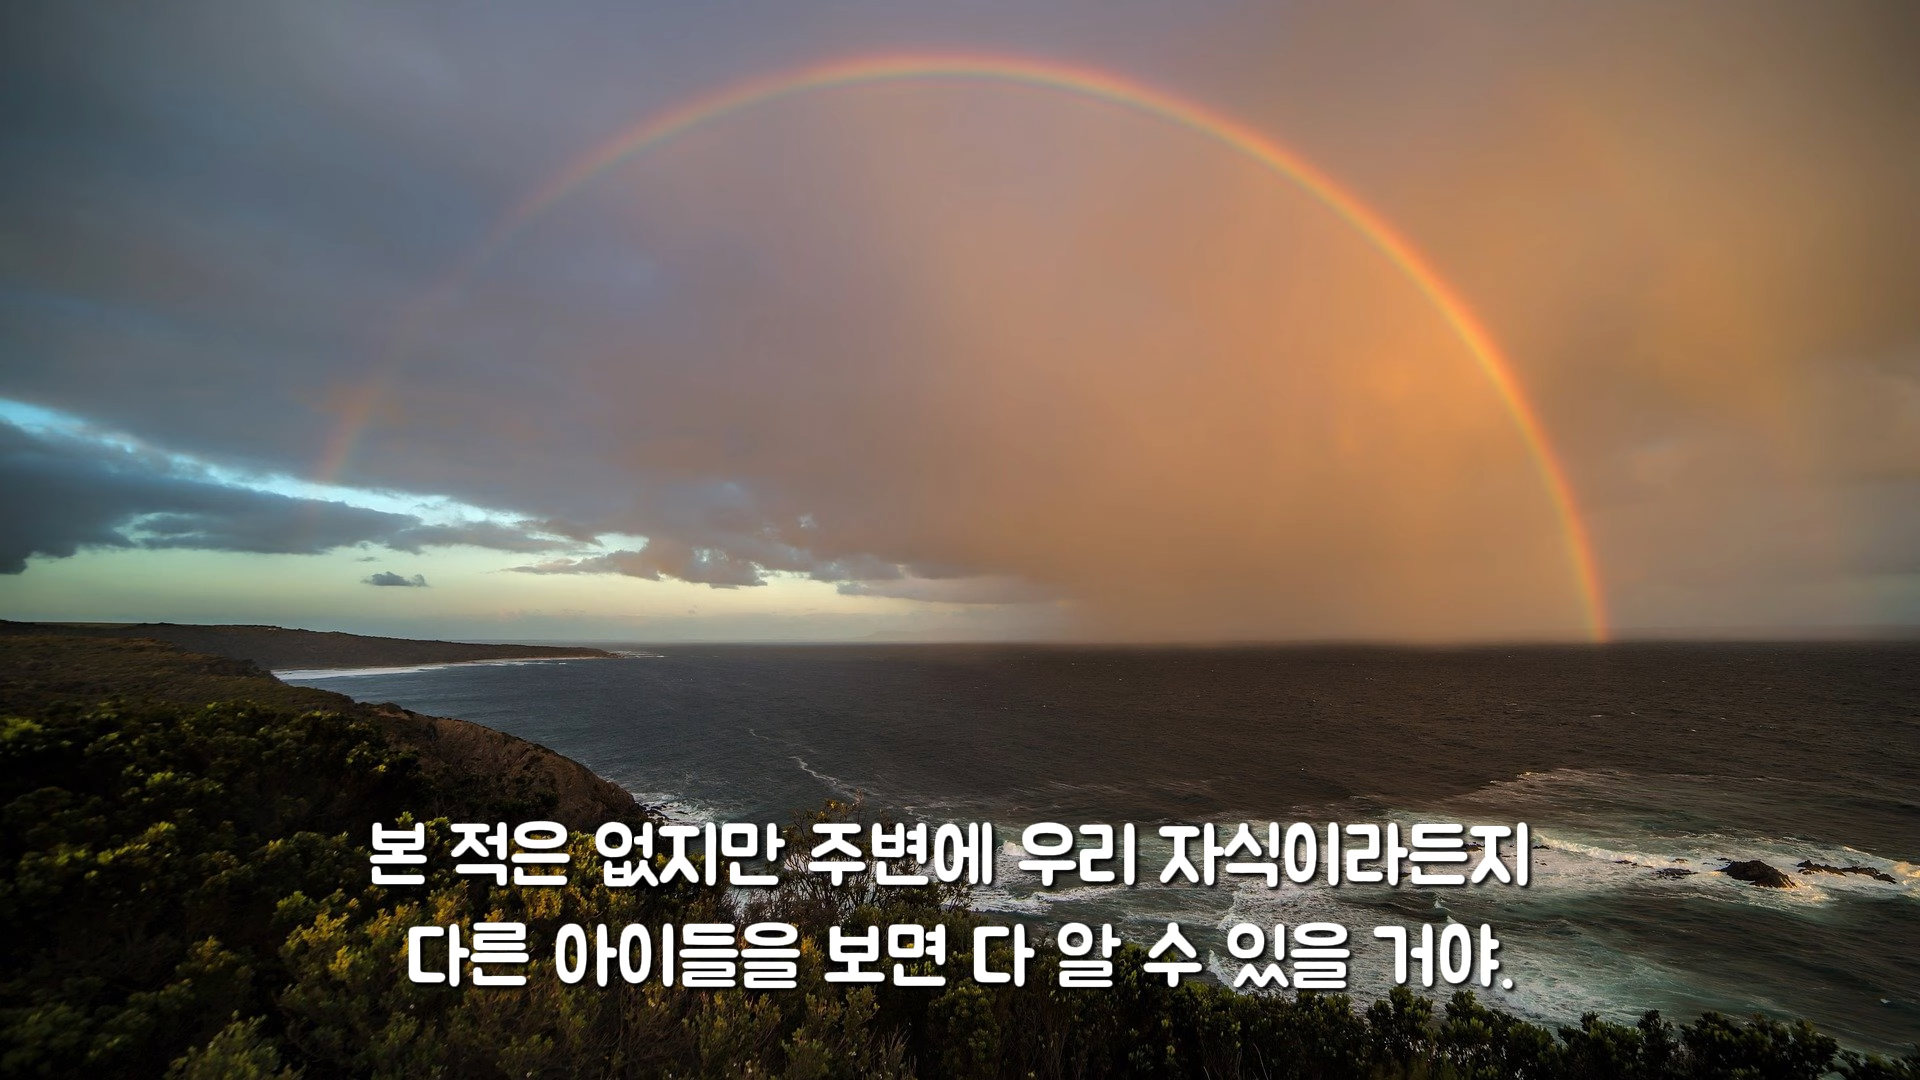 본 적은 없지만 주변에 우리 자식이라든지
다른 아이들을 보면 다 알 수 있을 거야.